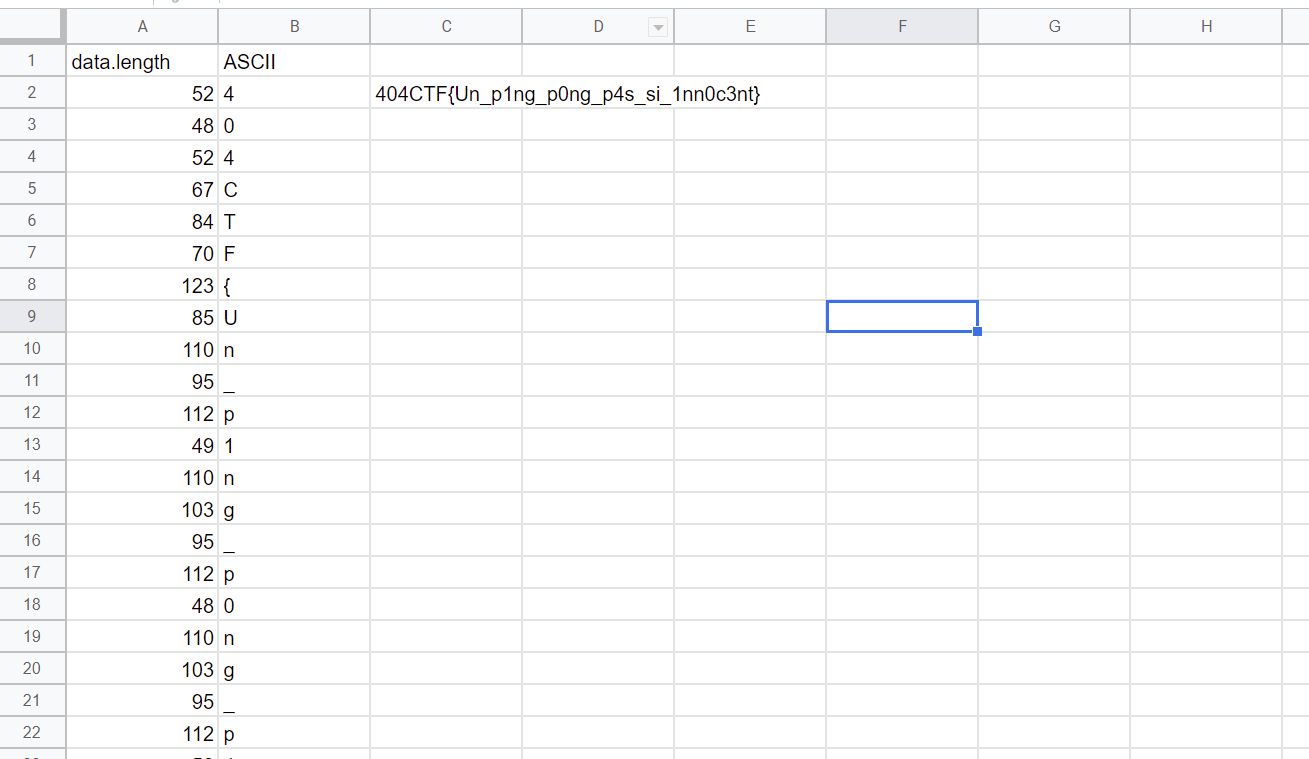 A B C D E F G H
1 data.length ASCII
2 52 4 404CTF{Un_p1ng_p0ng_p4s_si_1nn0c3nt}
3 48 0
4 52 4
5 67 C
6 84 T
7 70 F
8 123 {
9 85 U
10 110 n
11 95 _
12 112 p
13 49 1
14 110 n
15 103 g
16 95 _
17 112 p
18 48 0
19 110 n
20 103 g
21 95 _
22 112 p